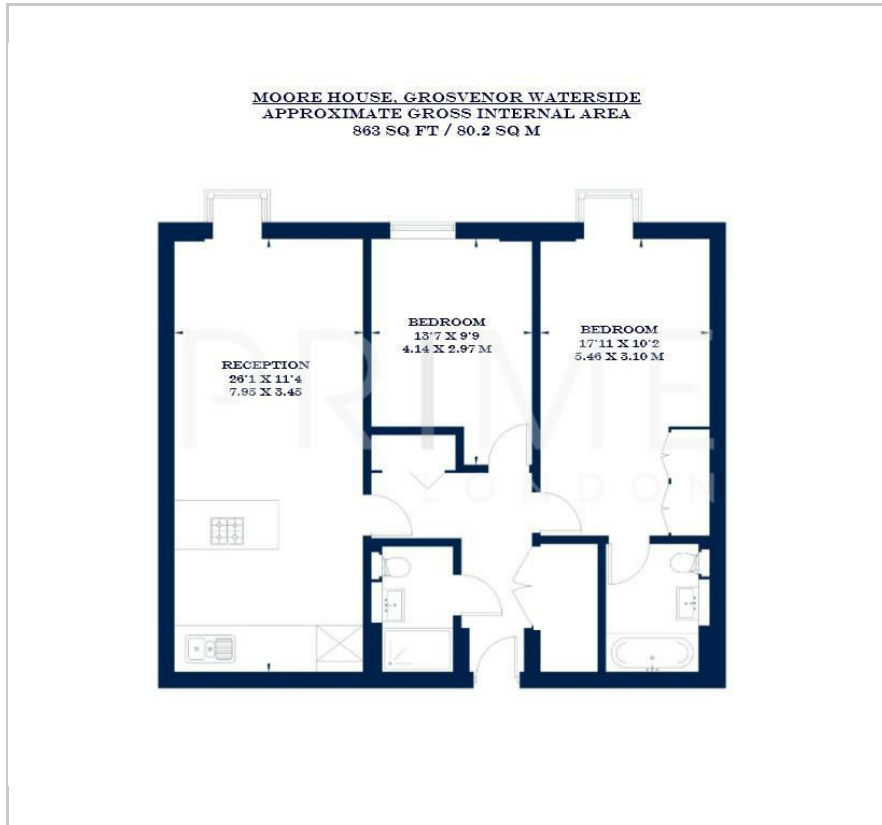 MOORE HOUSE, GROSVENOR WATERSIDE
APPROXIMATE GROSS INTERNAL AREA
863 SQ FT / 80.2 SQ M
BEDROOM
13'7 X 9'9
4.14 X 2.97 M
BEDROOM
17'11 X 10'2
5.46 X 3.10 M
RECEPTION
26'1 X 11'4
7.95 X 3.45
PRIME
LONDON